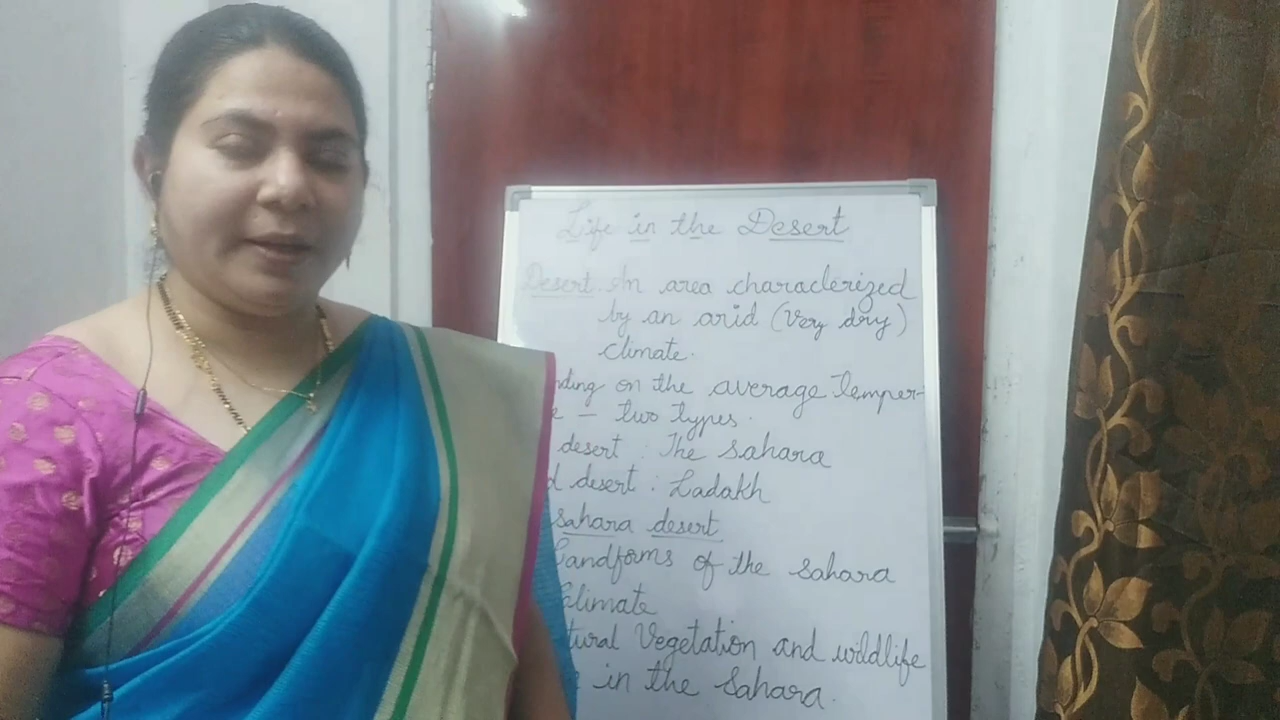 Life in the Desert
Desert: An area characterized
by an arid (very dry)
climate.
nding on the average temper-
e - two types.
desert : The Sahara
d desert : Ladakh
Sahara desert
Landforms of the Sahara
Climate
tural Vegetation and wildlife
in the Sahara.